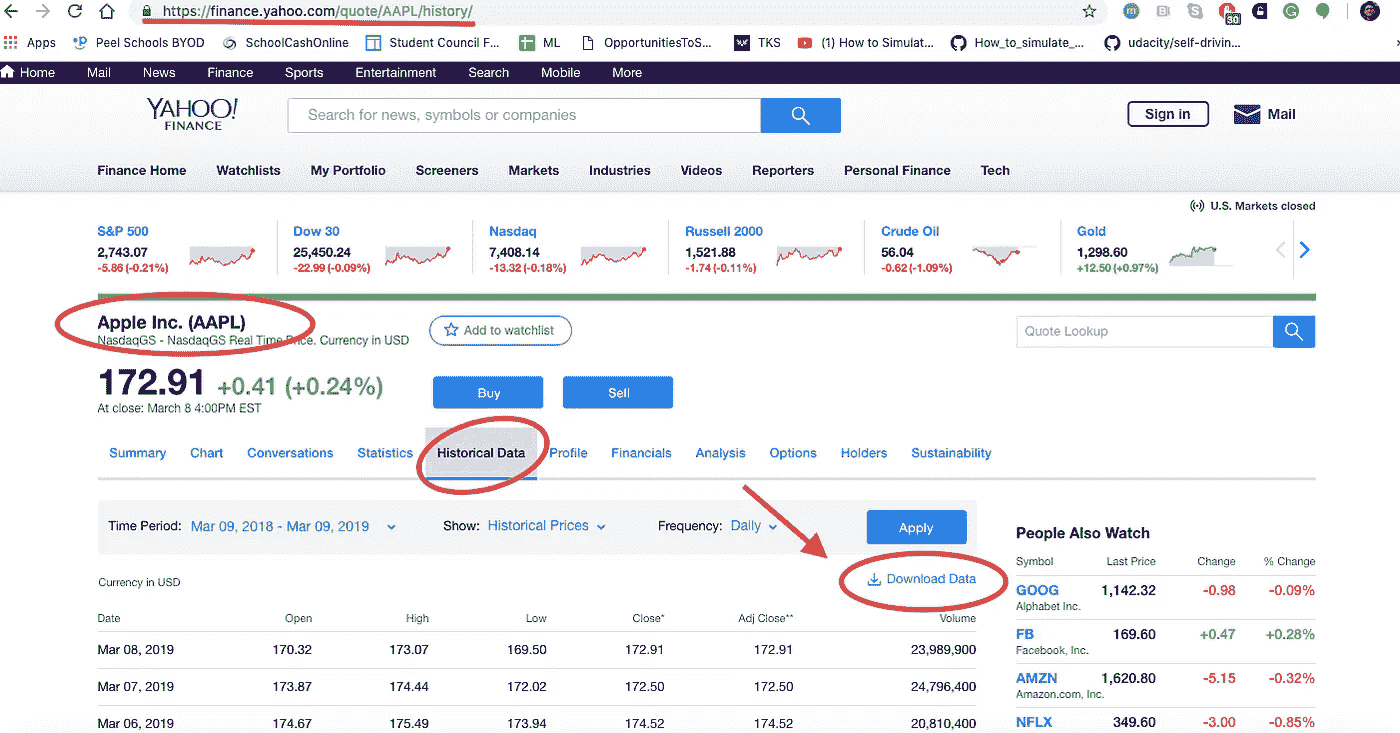 https://finance.yahoo.com/quote/AAPL/history/
30
Apps Peel Schools BYOD SchoolCashOnline Student Council F... ML OpportunitiesToS... TKS (1) How to Simulat... How_to_simulate_... udacity/self-drivin...
Home Mail News Finance Sports Entertainment Search Mobile More
YAHOO!
FINANCE
Search for news, symbols or companies
Sign in Mail
Finance Home Watchlists My Portfolio Screeners Markets Industries Videos Reporters Personal Finance Tech
U.S. Markets closed
S&P 500 Dow 30 Nasdaq Russell 2000 Crude Oil Gold
2,743.07 25,450.24 7,408.14 1,521.88 56.04 1,298.60
-5.86 (-0.21%) -22.99 (-0.09%) -13.32 (-0.18%) -1.74 (-0.11%) -0.62 (-1.09%) +12.50 (+0.97%)
Apple Inc. (AAPL)
NasdaqGS - NasdaqGS Real Time Price. Currency in USD
Add to watchlist
Quote Lookup
172.91 +0.41 (+0.24%)
At close: March 8 4:00PM EST
Buy Sell
Summary Chart Conversations Statistics Historical Data Profile Financials Analysis Options Holders Sustainability
Time Period: Mar 09, 2018 - Mar 09, 2019 Show: Historical Prices Frequency: Daily Apply
Currency in USD Download Data
Date Open High Low Close* Adj Close** Volume
Mar 08, 2019 170.32 173.07 169.50 172.91 172.91 23,989,900
Mar 07, 2019 173.87 174.44 172.02 172.50 172.50 24,796,400
Mar 06, 2019 174.67 175.49 173.94 174.52 174.52 20,810,400
People Also Watch
Symbol Last Price Change % Change
GOOG 1,142.32 -0.98 -0.09%
Alphabet Inc.
FB 169.60 +0.47 +0.28%
Facebook, Inc.
AMZN 1,620.80 -5.15 -0.32%
Amazon.com, Inc.
NFLX 349.60 -3.00 -0.85%